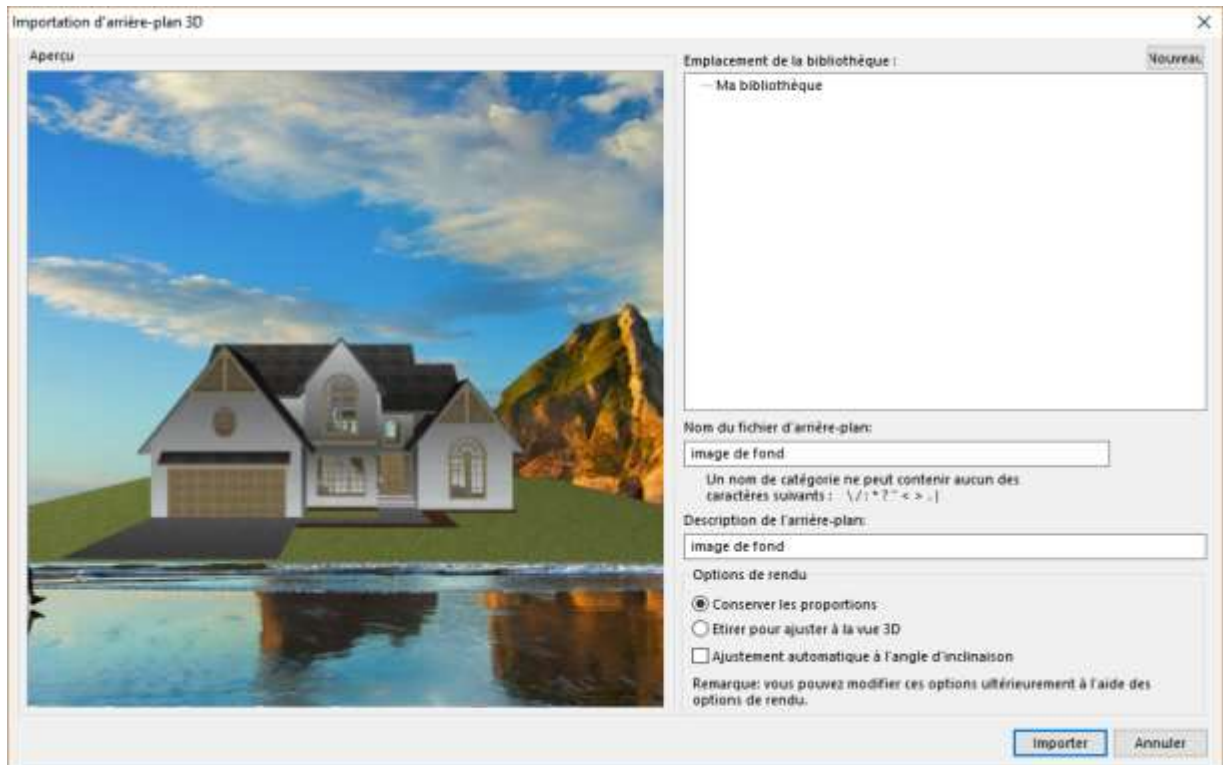 Importation d'arrière-plan 3D
Aperçu
Emplacement de la bibliothèque :
Nouveau
Ma bibliothèque
Nom du fichier d'arrière-plan:
image de fond
Un nom de catégorie ne peut contenir aucun des
caractères suivants : \ / : * ? " < > . |
Description de l'arrière-plan:
image de fond
Options de rendu
Conserver les proportions
Etirer pour ajuster à la vue 3D
Ajustement automatique à l'angle d'inclinaison
Remarque: vous pouvez modifier ces options ultérieurement à l'aide des
options de rendu.
Importer
Annuler